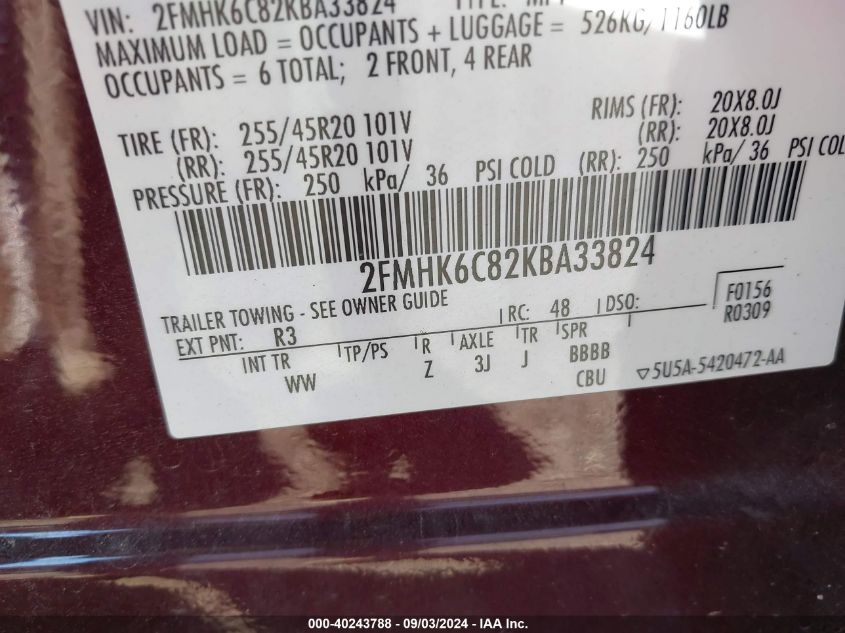 VIN: 2FMHK6C82KBA33824 TYPE:
MAXIMUM LOAD = OCCUPANTS + LUGGAGE = 526KG/1160LB
OCCUPANTS = 6 TOTAL; 2 FRONT, 4 REAR
TIRE (FR): 255/45R20 101V RIMS (FR): 20X8.0J
(RR): 255/45R20 101V (RR): 20X8.0J
PRESSURE (FR): 250 kPa/ 36 PSI COLD (RR): 250 kPa/ 36 PSI COL
2FMHK6C82KBA33824
TRAILER TOWING - SEE OWNER GUIDE RC: 48 DSO: F0156
EXT PNT: R3 R0309
INT TR TP/PS R AXLE TR SPR
WW Z 3J J BBBB
CBU ▽5U5A-5420472-AA
000-40243788 - 09/03/2024 - IAA Inc.